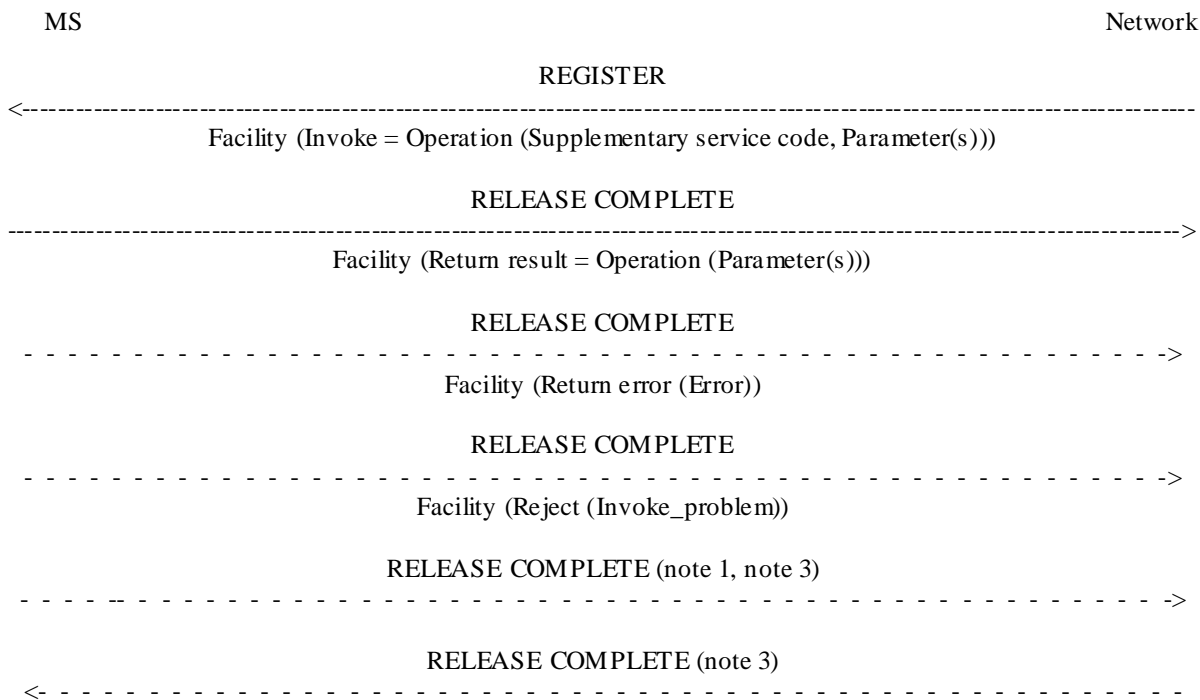 MS Network
REGISTER
Facility (Invoke = Operation (Supplementary service code, Parameter(s)))
RELEASE COMPLETE
Facility (Return result = Operation (Parameter(s)))
RELEASE COMPLETE
Facility (Return error (Error))
RELEASE COMPLETE
Facility (Reject (Invoke_problem))
RELEASE COMPLETE (note 1, note 3)
RELEASE COMPLETE (note 3)